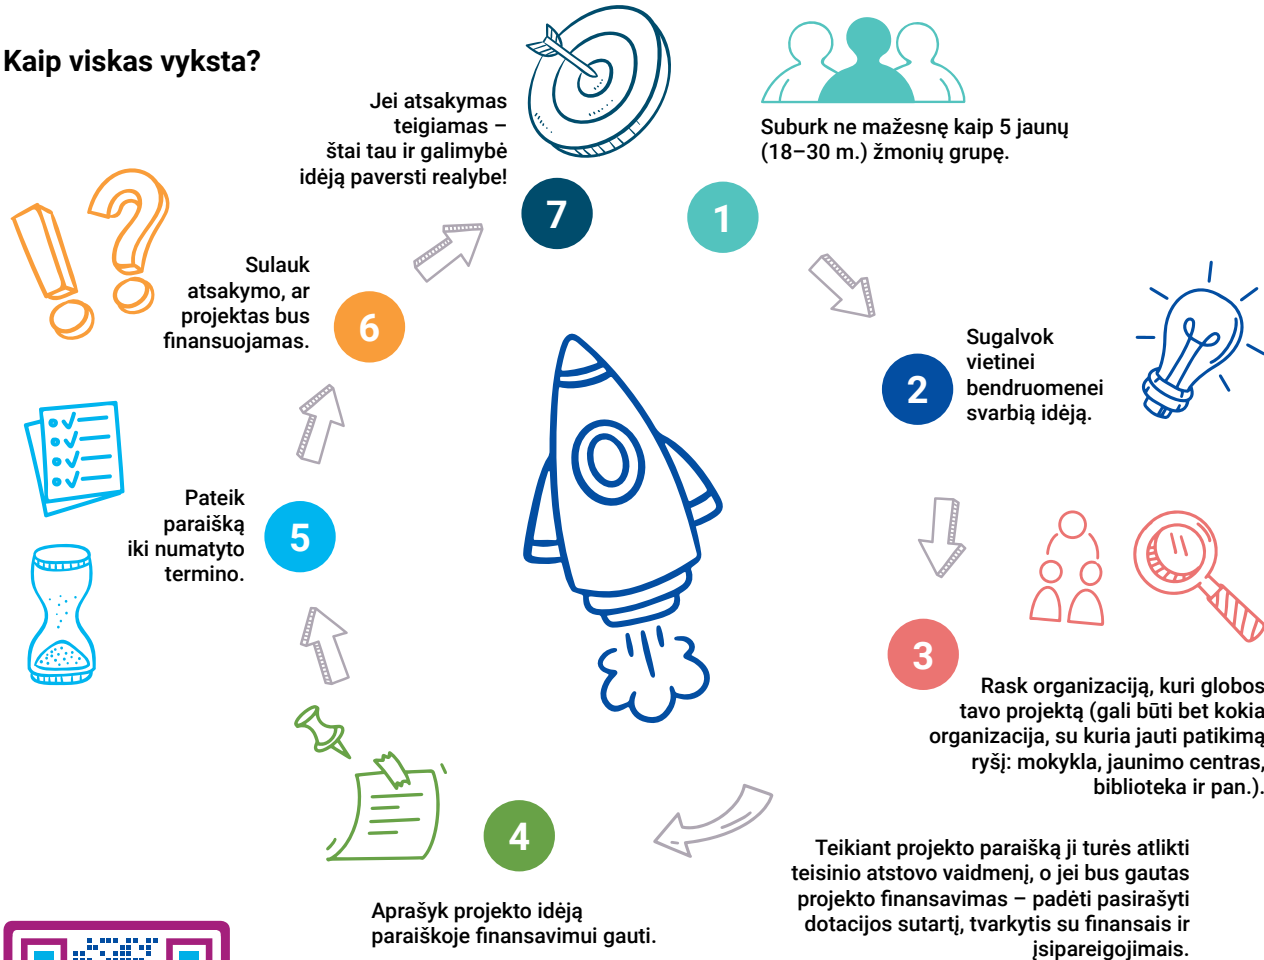 Kaip viskas vyksta?
1
Suburk ne mažesnę kaip 5 jaunų
(18–30 m.) žmonių grupę.
2
Sugalvok
vietinei
bendruomenei
svarbią idėją.
3
Rask organizaciją, kuri globos
tavo projektą (gali būti bet kokia
organizacija, su kuria jauti patikimą
ryšį: mokykla, jaunimo centras,
biblioteka ir pan.).
Teikiant projekto paraišką ji turės atlikti
teisinio atstovo vaidmenį, o jei bus gautas
projekto finansavimas – padėti pasirašyti
dotacijos sutartį, tvarkytis su finansais ir
įsipareigojimais.
4
Aprašyk projekto idėją
paraiškoje finansavimui gauti.
5
Pateik
paraišką
iki numatyto
termino.
6
Sulauk
atsakymo, ar
projektas bus
finansuojamas.
7
Jei atsakymas
teigiamas –
štai tau ir galimybė
idėją paversti realybe!